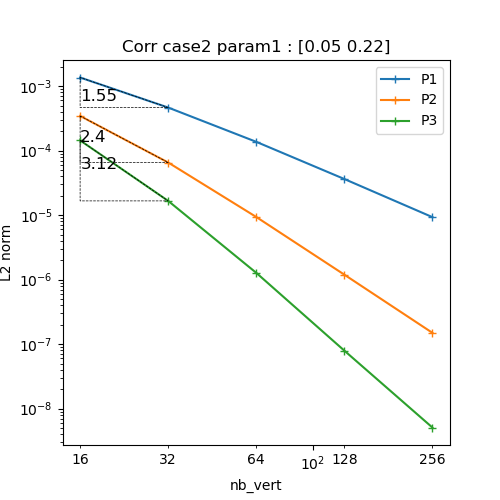 Corr case2 param1 : [0.05 0.22]
P1
P2
P3
10⁻³
10⁻⁴
10⁻⁵
10⁻⁶
10⁻⁷
10⁻⁸
L2 norm
1.55
2.4
3.12
16
32
64
10²
128
256
nb_vert